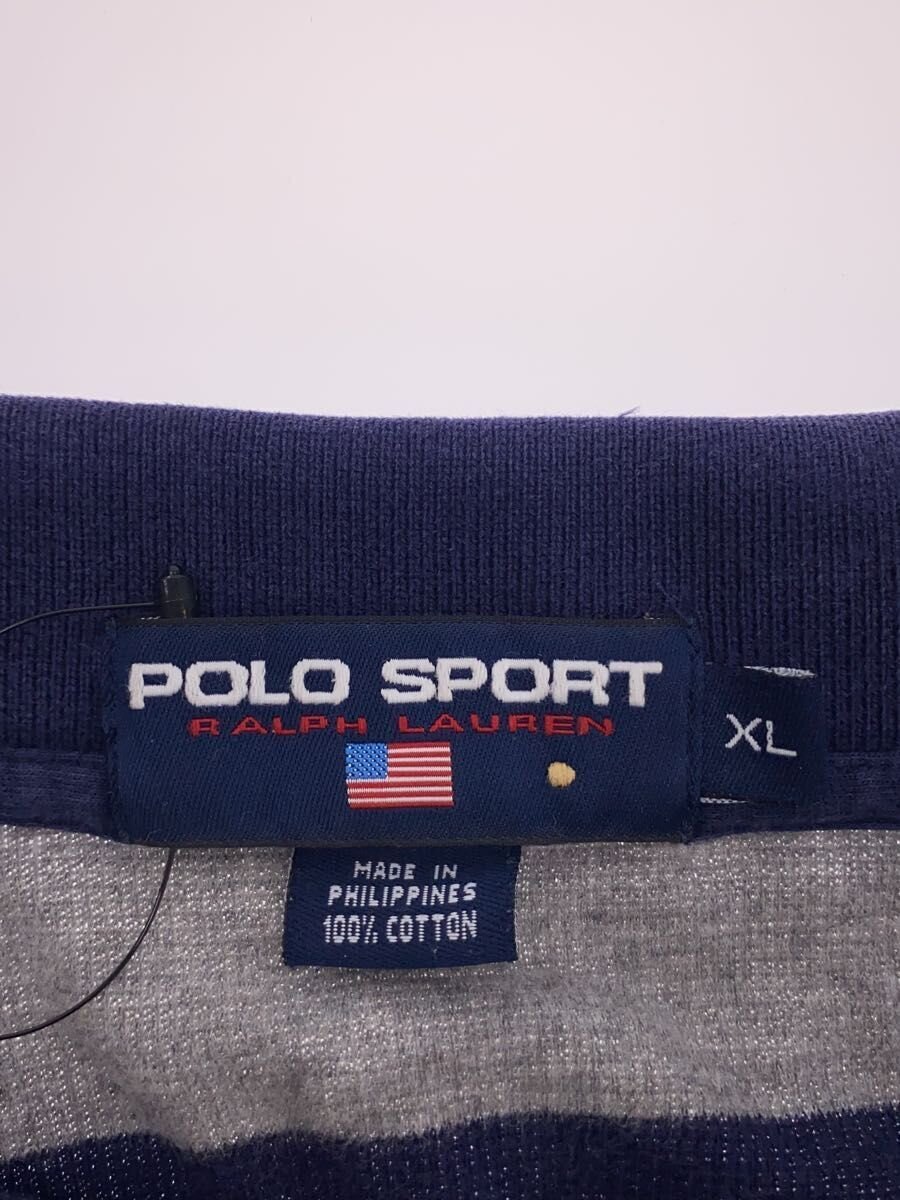 POLO SPORT
RALPH LAUREN
XL
MADE IN
PHILIPPINES
100% COTTON